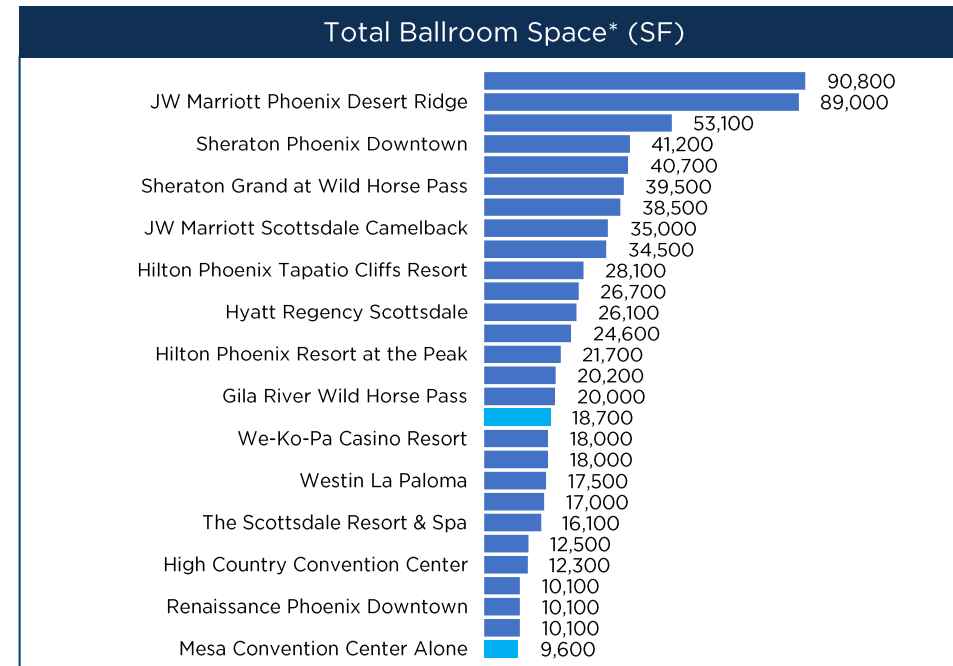 Total Ballroom Space* (SF)
90,800
JW Marriott Phoenix Desert Ridge 89,000
53,100
Sheraton Phoenix Downtown 41,200
40,700
Sheraton Grand at Wild Horse Pass 39,500
38,500
JW Marriott Scottsdale Camelback 35,000
34,500
Hilton Phoenix Tapatio Cliffs Resort 28,100
26,700
Hyatt Regency Scottsdale 26,100
24,600
Hilton Phoenix Resort at the Peak 21,700
20,200
Gila River Wild Horse Pass 20,000
18,700
We-Ko-Pa Casino Resort 18,000
18,000
Westin La Paloma 17,500
17,000
The Scottsdale Resort & Spa 16,100
12,500
High Country Convention Center 12,300
10,100
Renaissance Phoenix Downtown 10,100
10,100
Mesa Convention Center Alone 9,600